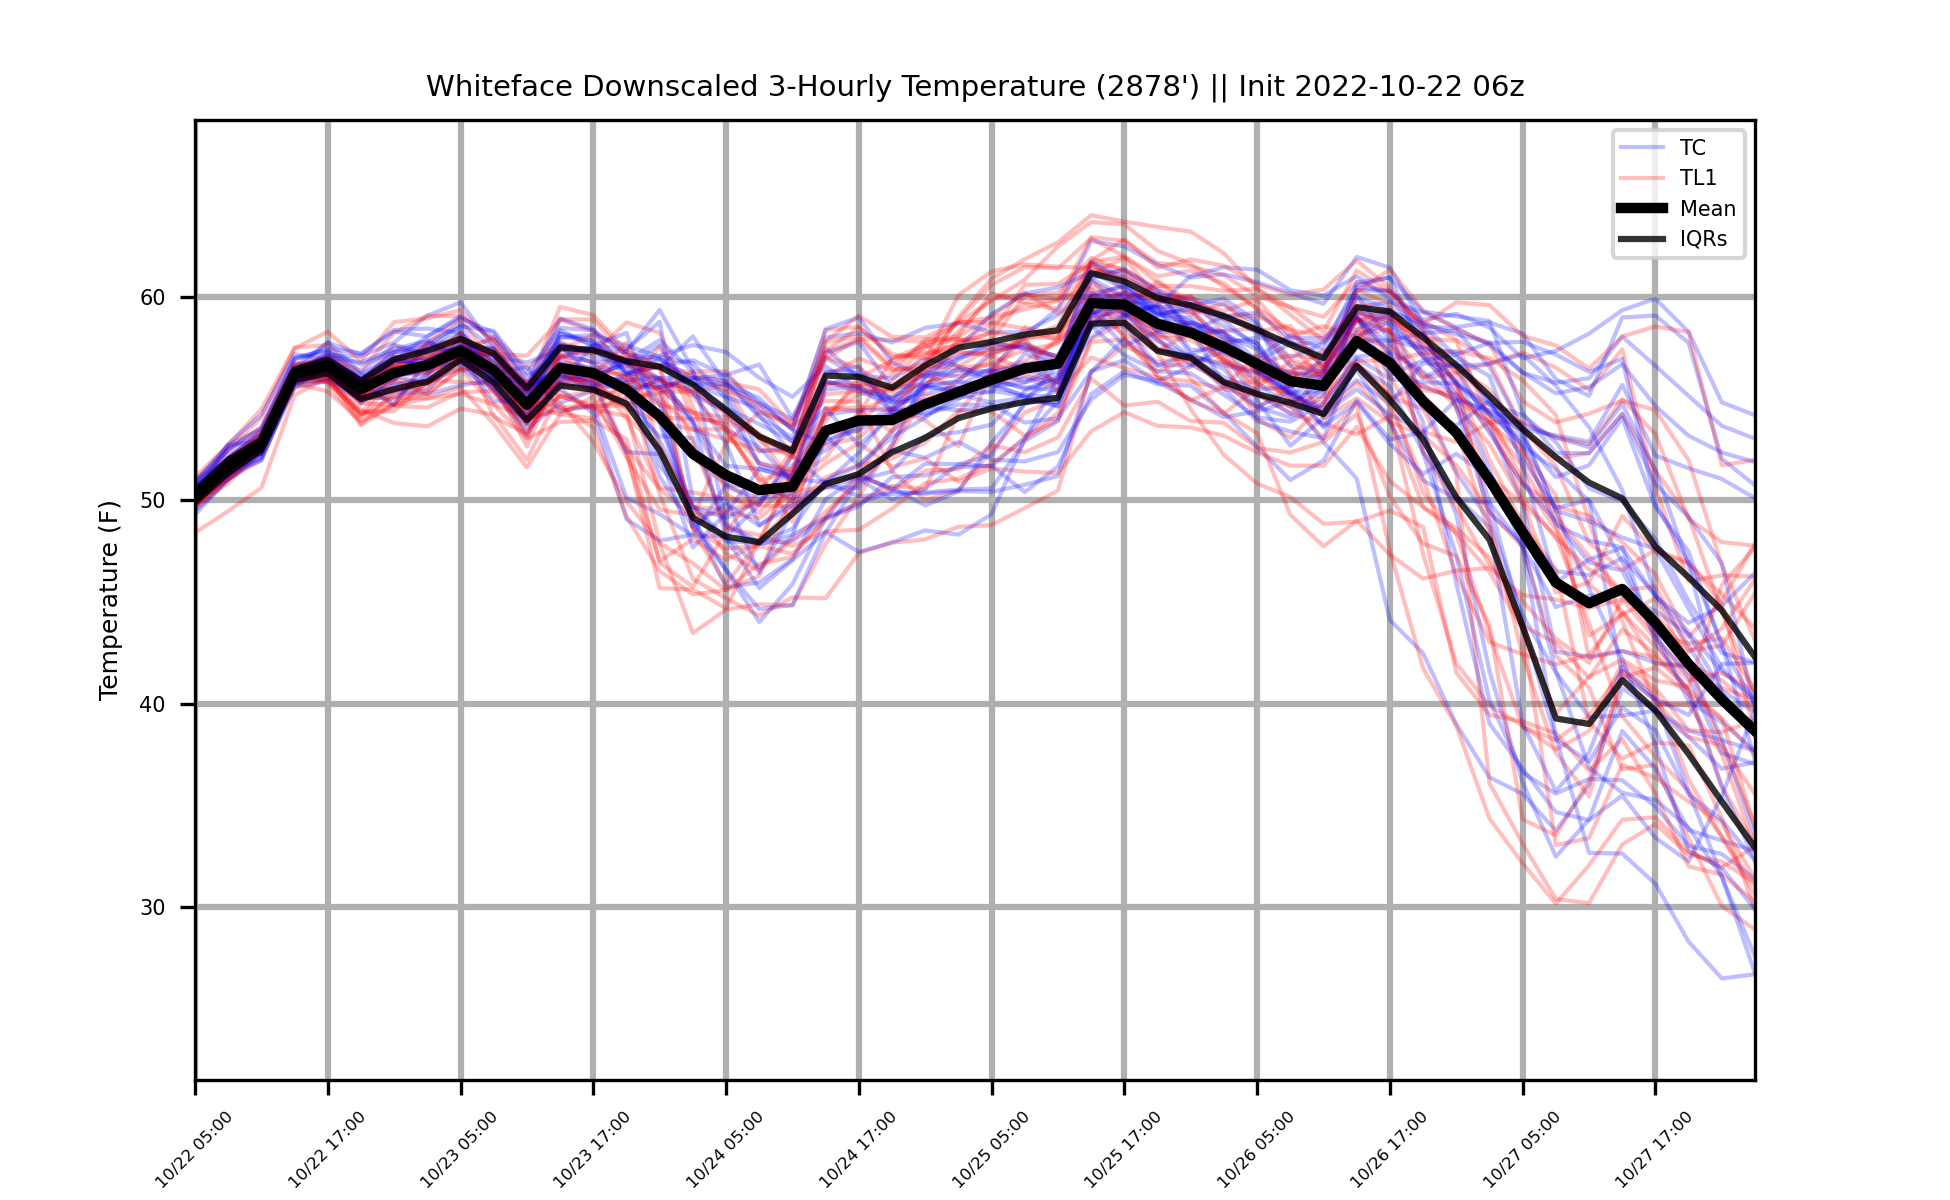 Whiteface Downscaled 3-Hourly Temperature (2878') || Init 2022-10-22 06z
TC
TL1
Mean
IQRs
Temperature (F)
60
50
40
30
10/22 05:00
10/22 17:00
10/23 05:00
10/23 17:00
10/24 05:00
10/24 17:00
10/25 05:00
10/25 17:00
10/26 05:00
10/26 17:00
10/27 05:00
10/27 17:00